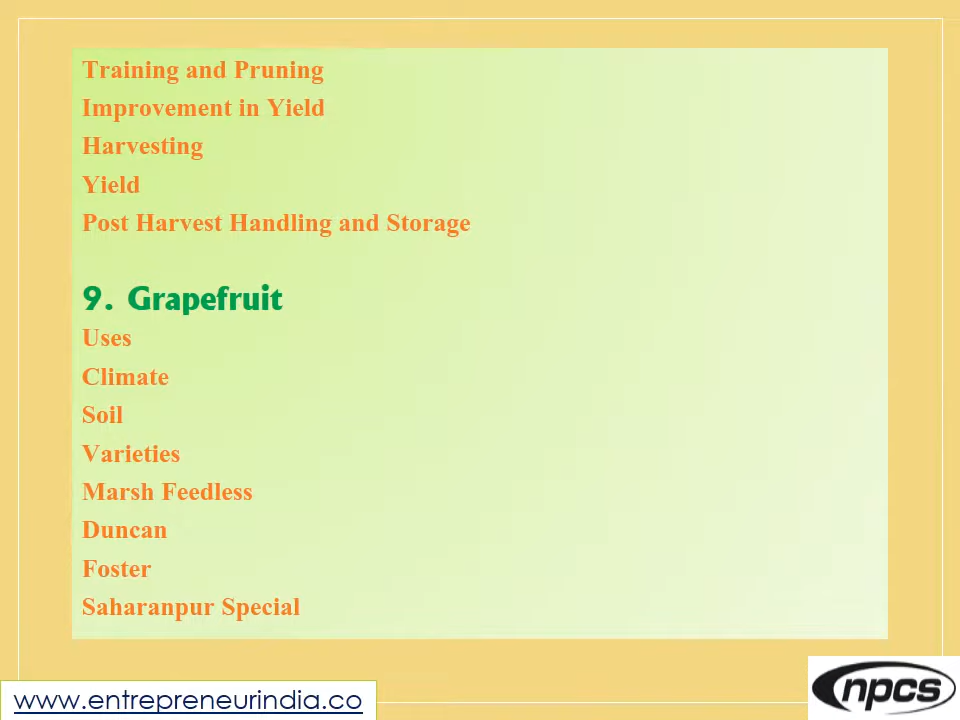 Training and Pruning
Improvement in Yield
Harvesting
Yield
Post Harvest Handling and Storage
9. Grapefruit
Uses
Climate
Soil
Varieties
Marsh Feedless
Duncan
Foster
Saharanpur Special
www.entrepreneurindia.co
npcs